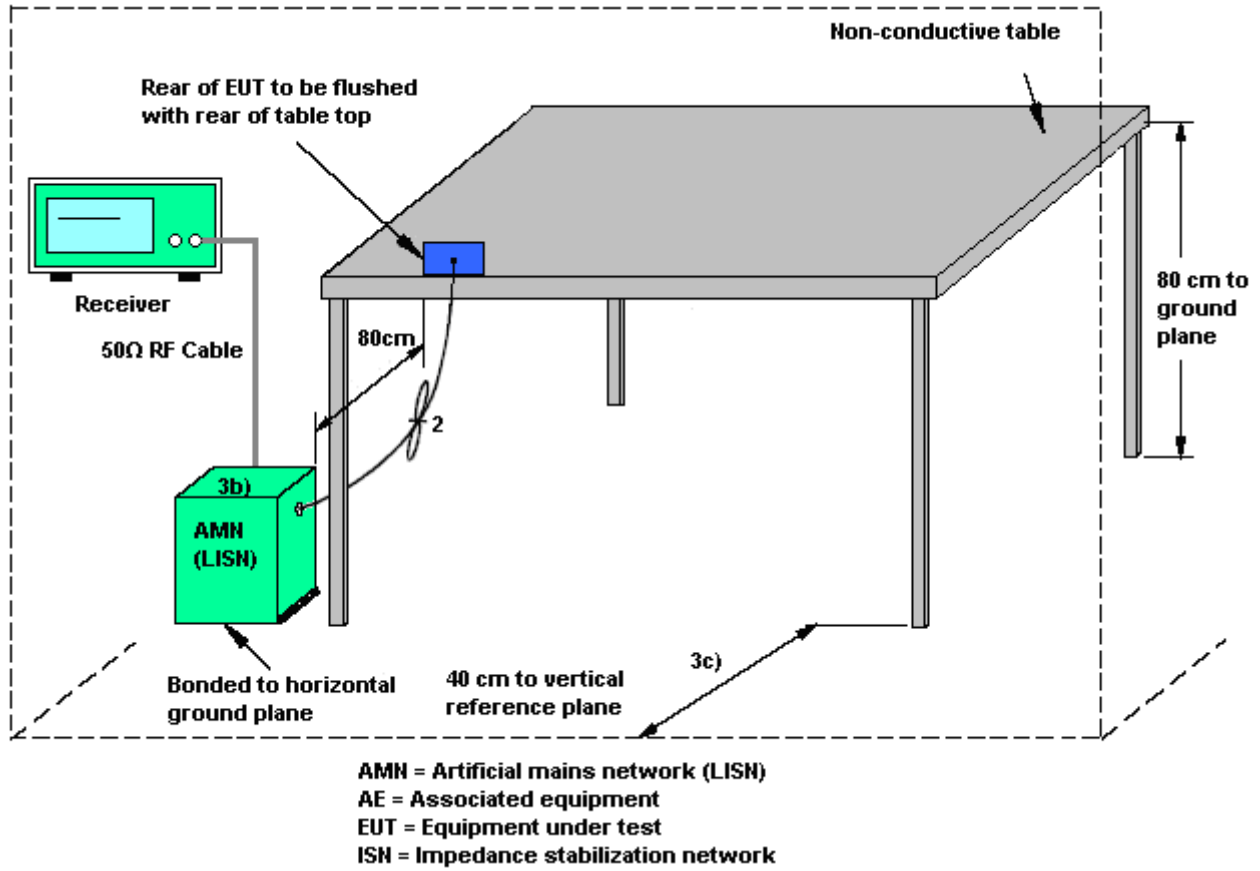 Non-conductive table
Rear of EUT to be flushed
with rear of table top
Receiver
50Ω RF Cable
80cm
2
80 cm to
ground
plane
3b)
AMN
(LISN)
3c)
Bonded to horizontal
ground plane
40 cm to vertical
reference plane
AMN = Artificial mains network (LISN)
AE = Associated equipment
EUT = Equipment under test
ISN = Impedance stabilization network